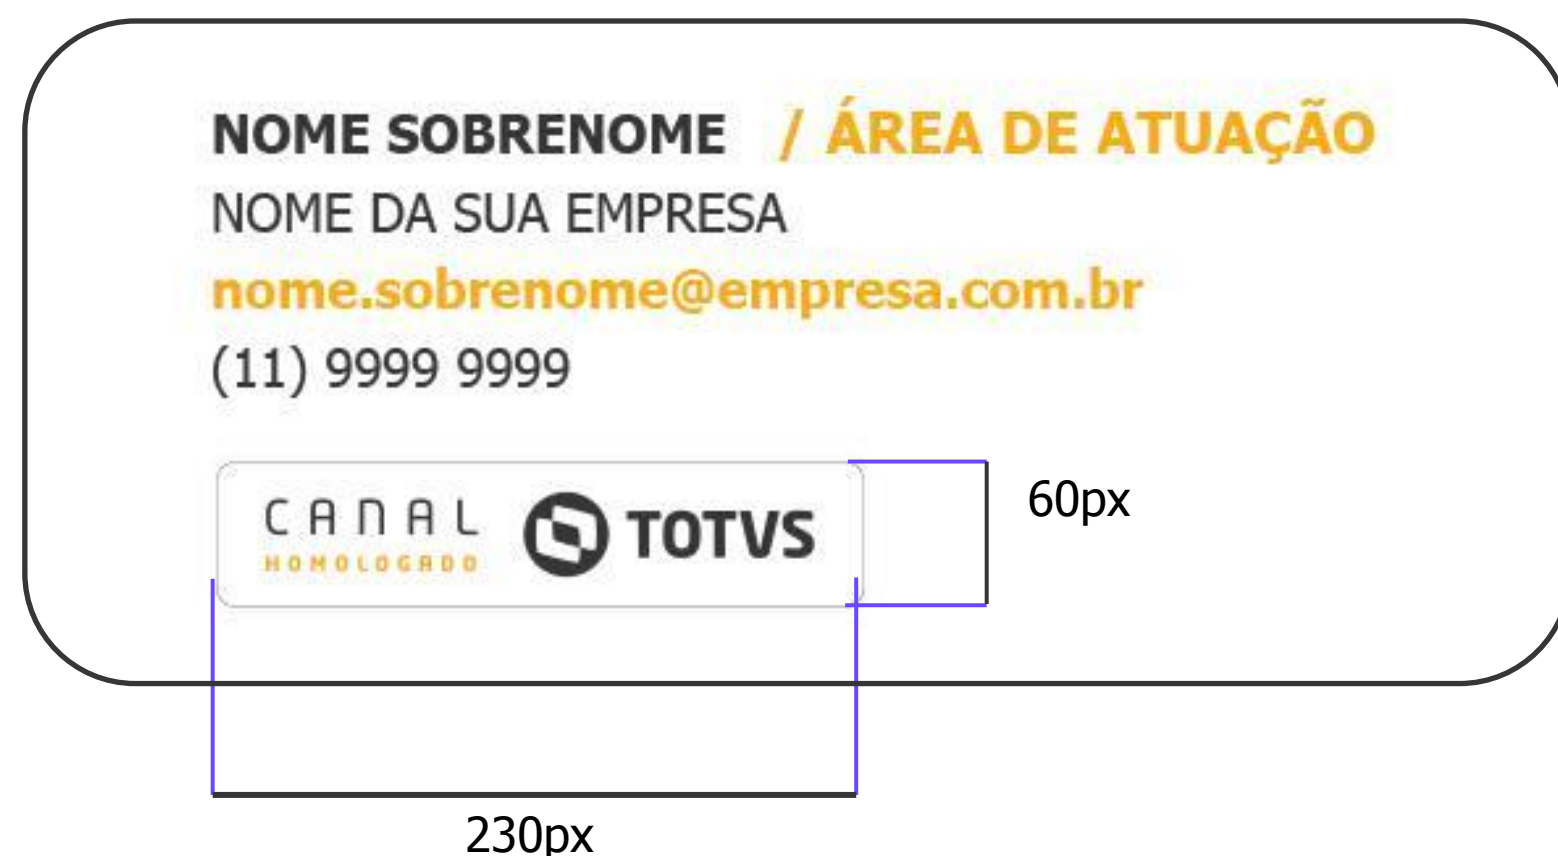 NOME SOBRENOME / ÁREA DE ATUAÇÃO
NOME DA SUA EMPRESA
nome.sobrenome@empresa.com.br
(11) 9999 9999
60px
CANAL TOTVS
HOMOLOGADO
230px